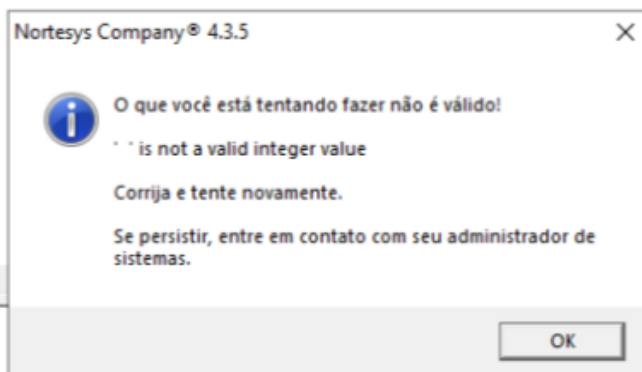 Nortesys Company® 4.3.5
O que você está tentando fazer não é válido!
' ' is not a valid integer value
Corrija e tente novamente.
Se persistir, entre em contato com seu administrador de
sistemas.
OK